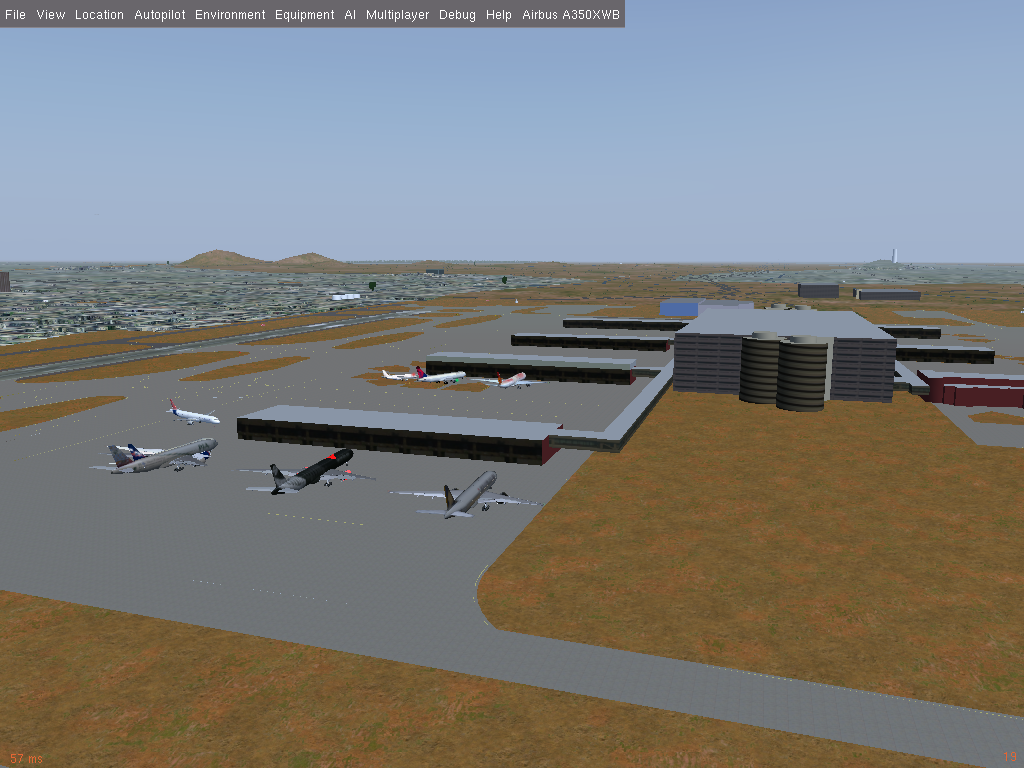 File View Location Autopilot Environment Equipment AI Multiplayer Debug Help Airbus A350XWB
57 ms
19